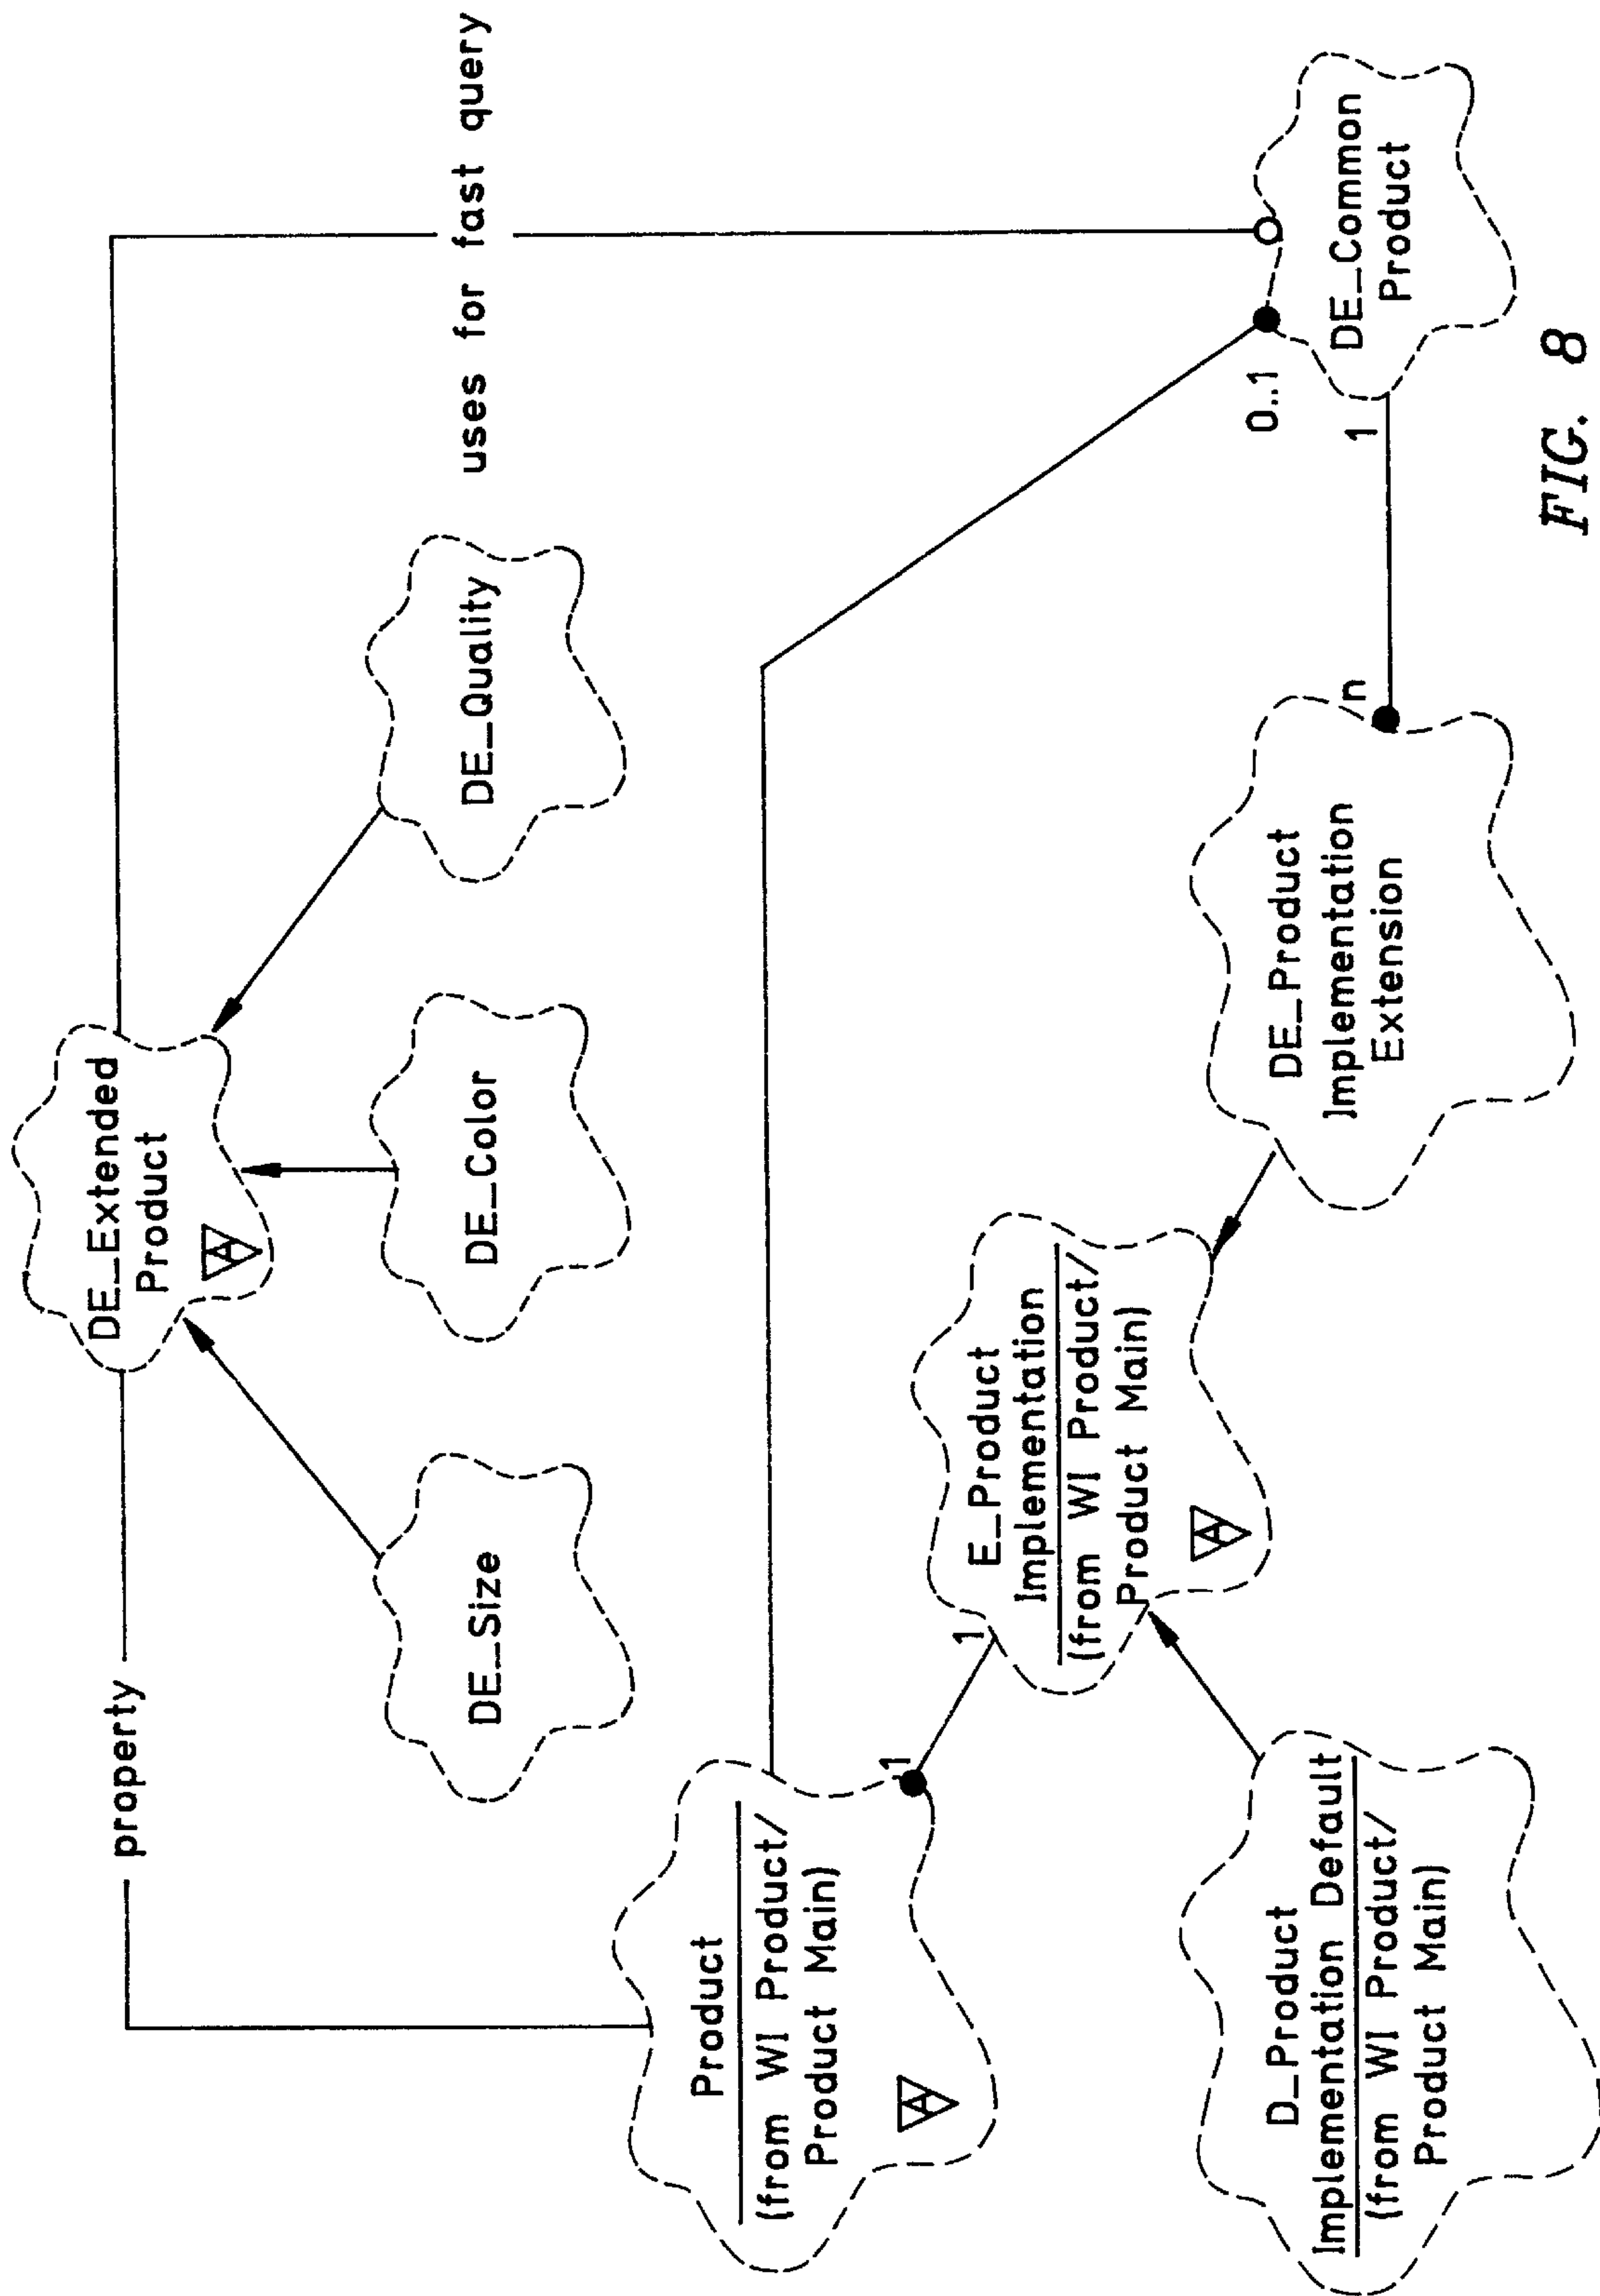 property
DE_Extended
Product
A
uses for fast query
DE_Size
DE_Color
DE_Quality
Product
(from WI Product/
Product Main)
A
1
1
E_Product
Implementation
(from WI Product/
Product Main)
A
D_Product
Implementation Default
(from WI Product/
Product Main)
DE_Product
Implementation
Extension
n
1
0..1
DE_Common
Product
FIG. 8